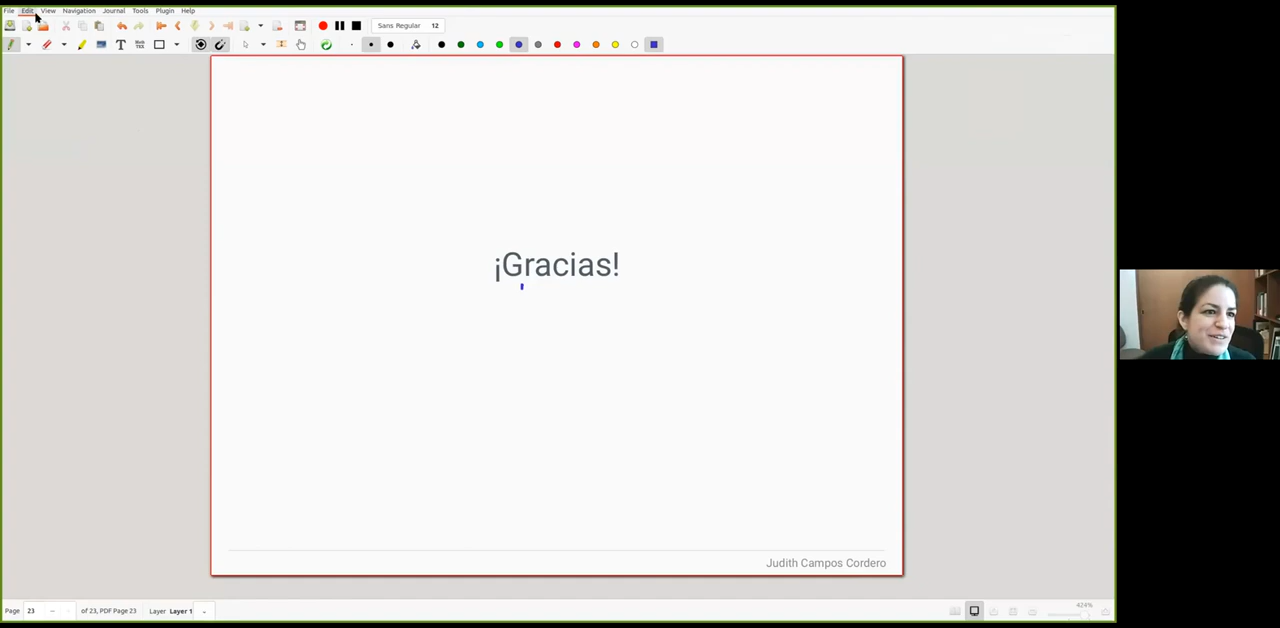 File Edit View Navigation Journal Tools Plugin Help
Sans Regular 12
¡Gracias!
Judith Campos Cordero
Page 23 of 23, PDF Page 23 Layer Layer 1
424%